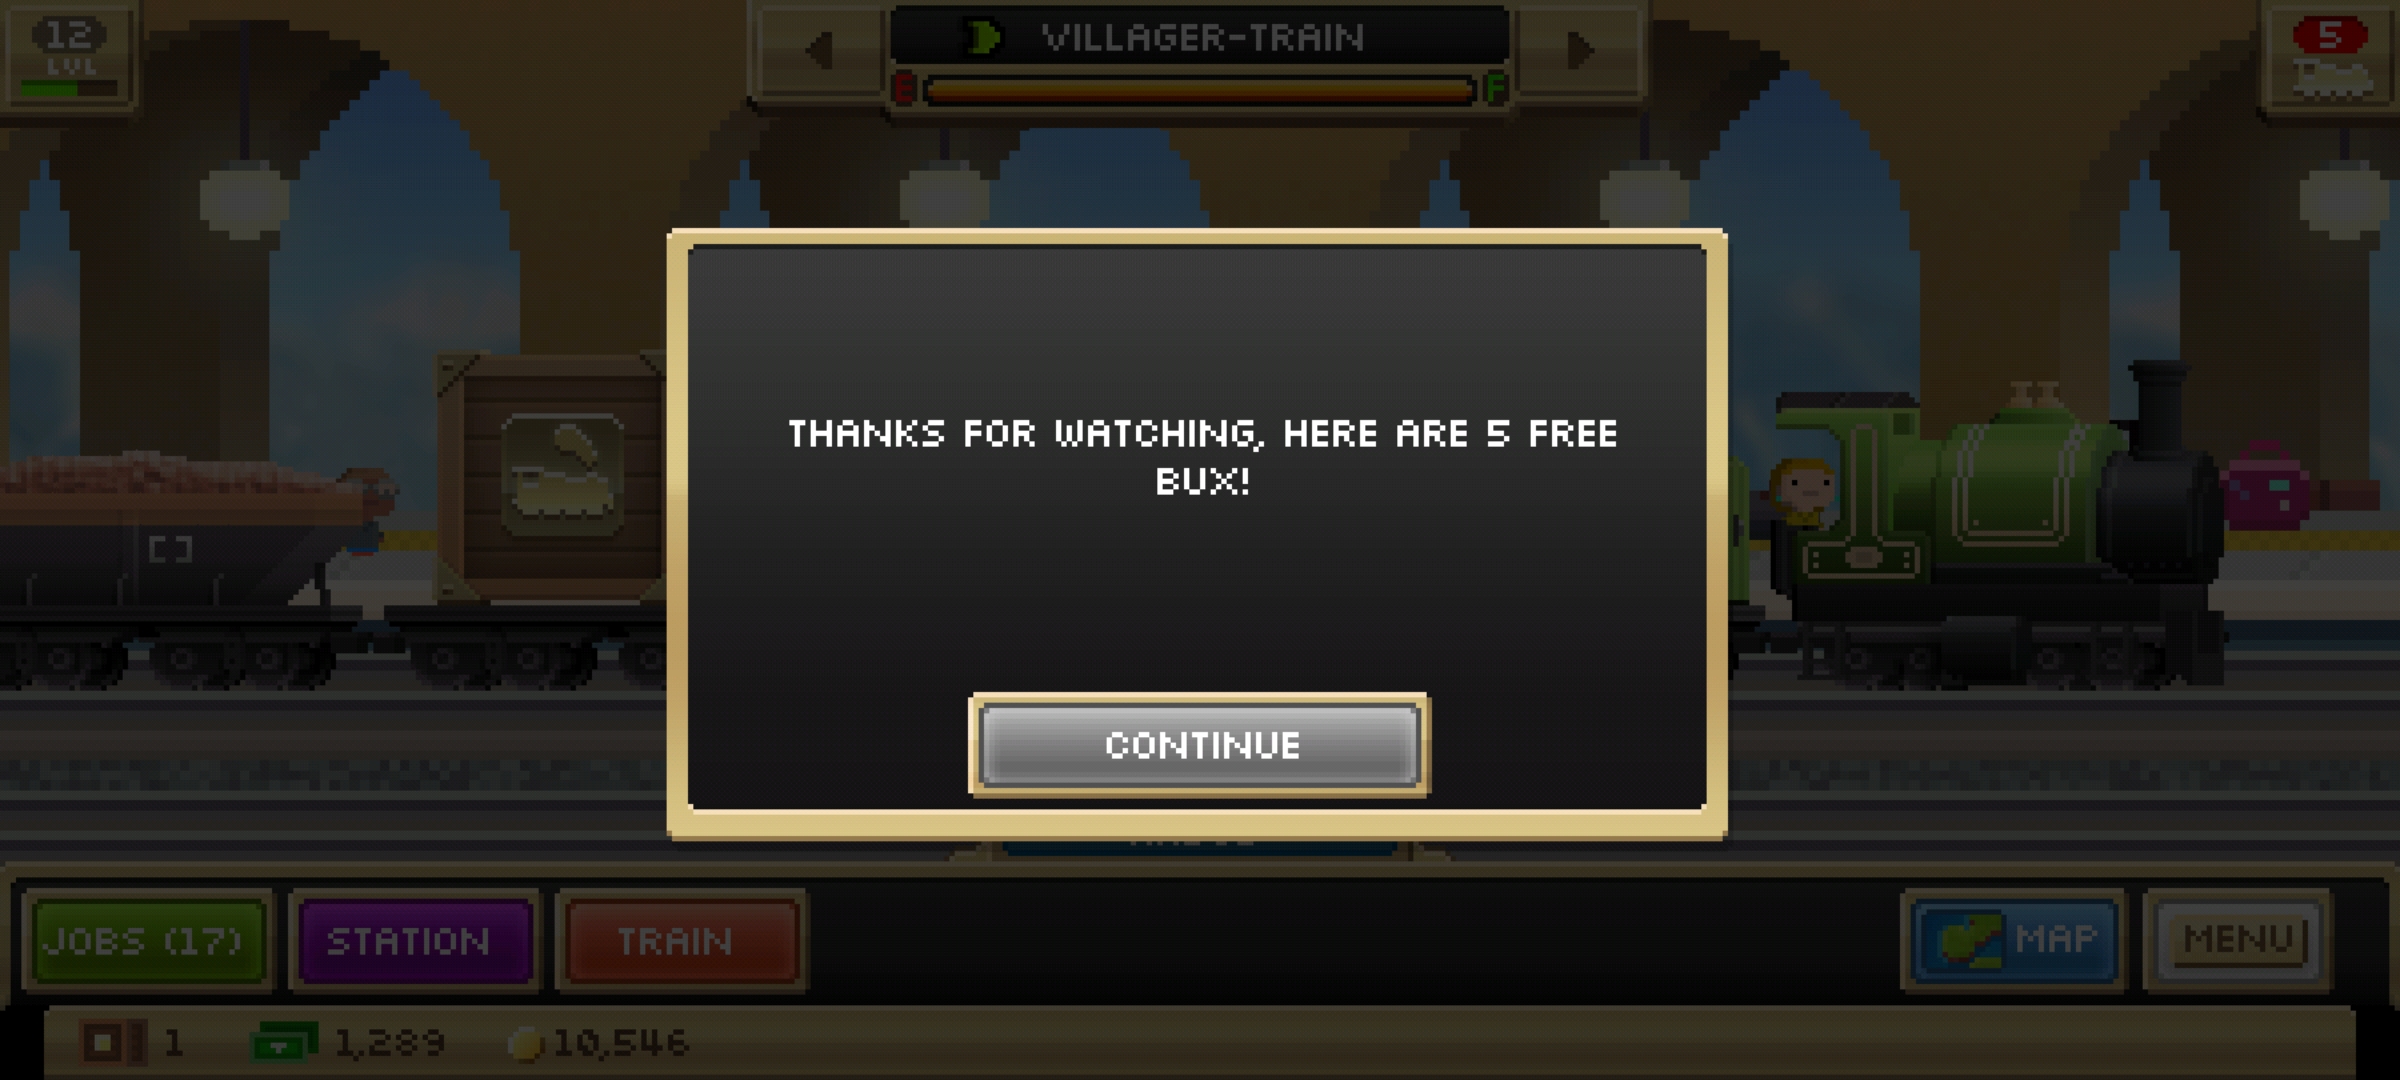 12
LVL
VILLAGER-TRAIN
E
F
5
[]
THANKS FOR WATCHING, HERE ARE 5 FREE
BUX!
CONTINUE
JOBS (17)
STATION
TRAIN
MAP
MENU
1
1,289
10,546